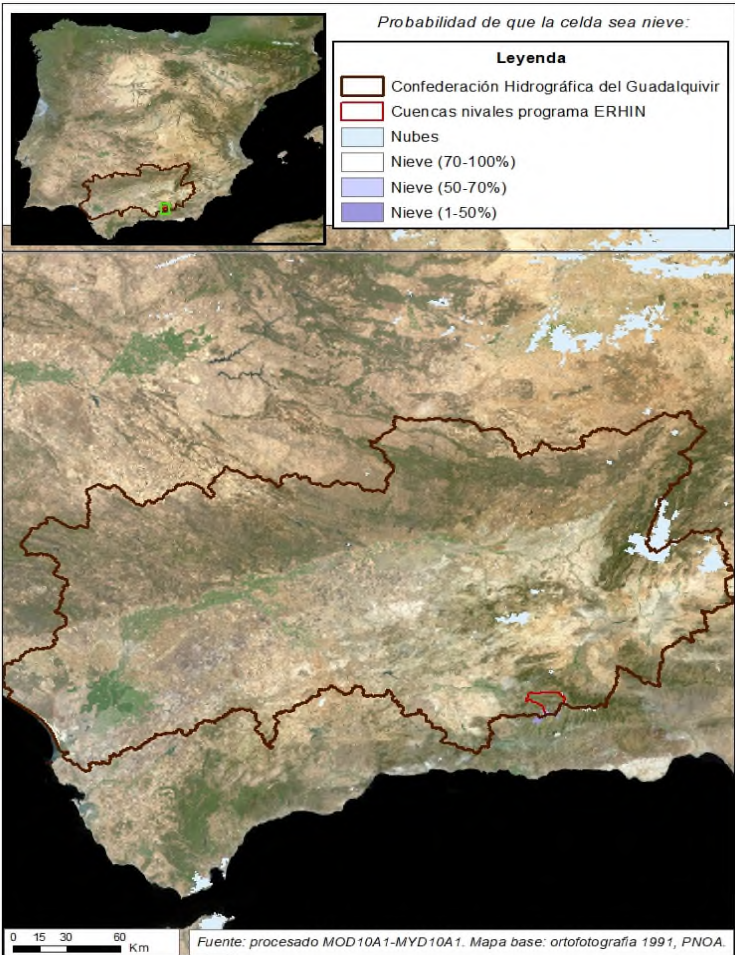 Probabilidad de que la celda sea nieve:
Leyenda
Confederación Hidrográfica del Guadalquivir
Cuencas nivales programa ERHIN
Nubes
Nieve (70-100%)
Nieve (50-70%)
Nieve (1-50%)
0 15 30 60
Km
Fuente: procesado MOD10A1-MYD10A1. Mapa base: ortofotografia 1991, PNOA.